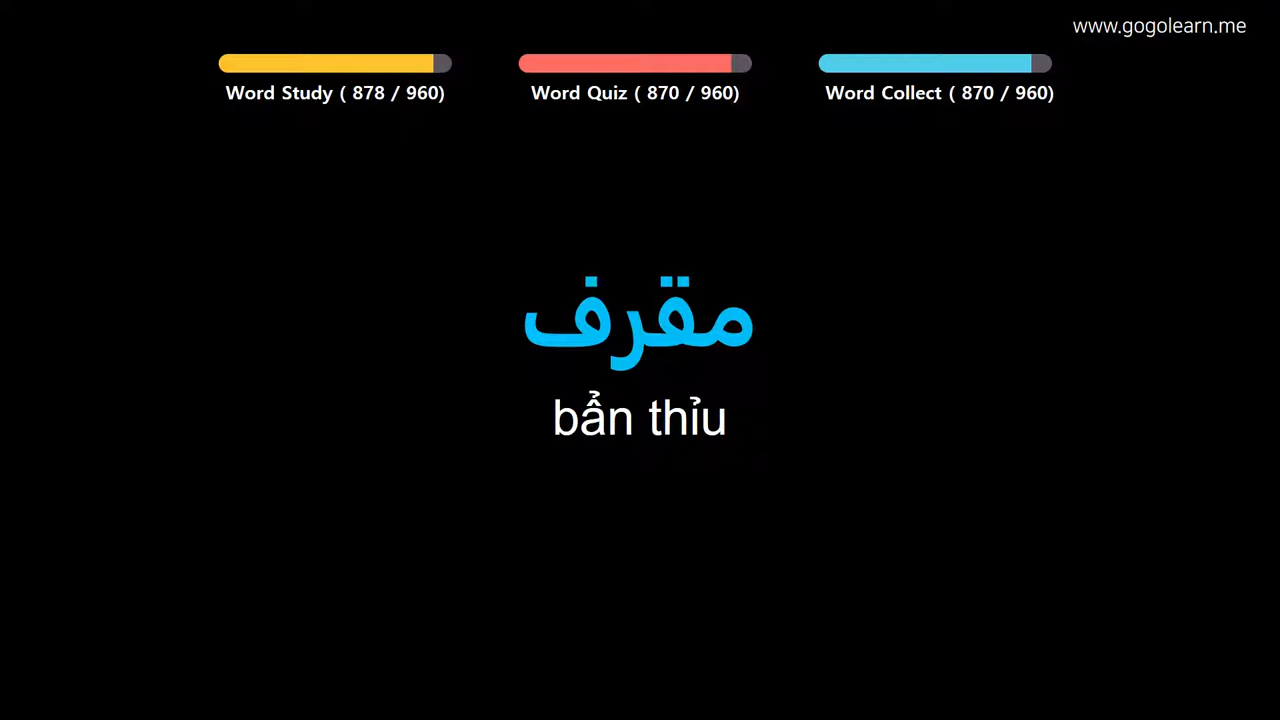 www.gogolearn.me
Word Study ( 878 / 960)
Word Quiz ( 870 / 960)
Word Collect ( 870 / 960)
مقرف
bẩn thỉu